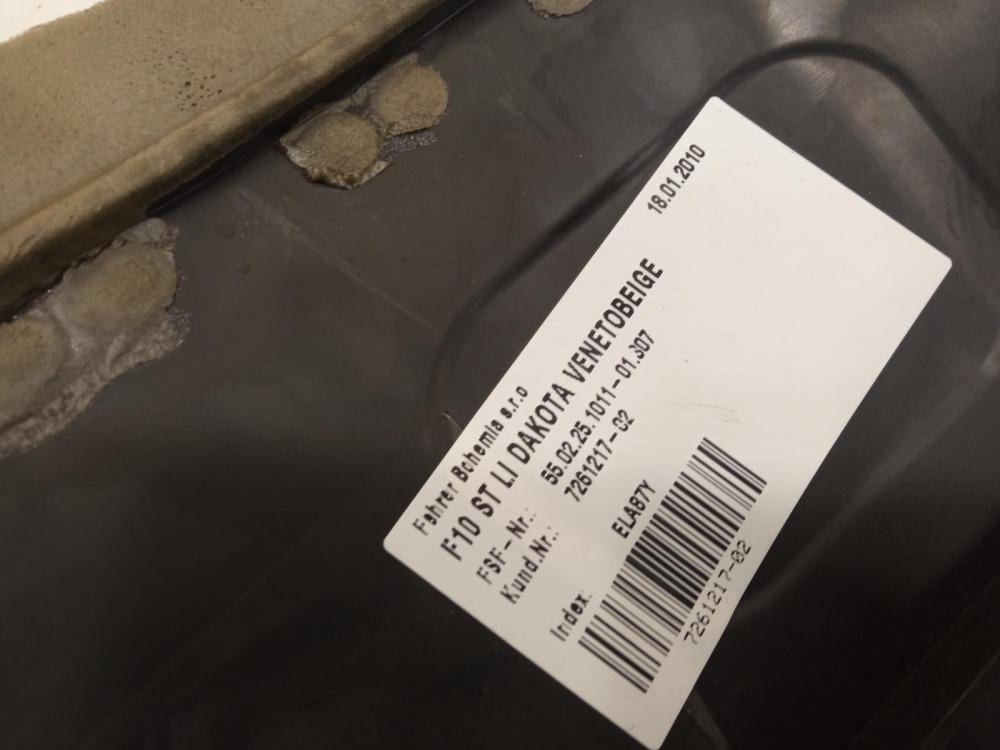 18.01.2010
Fehrer Bohemia s.r.o
F10 ST LI DAKOTA VENETOBEIGE
FSF-Nr.: 55.02.25.1011-01.307
Kund.Nr.: 7261217-02
Index: ELA87Y
7261217-02